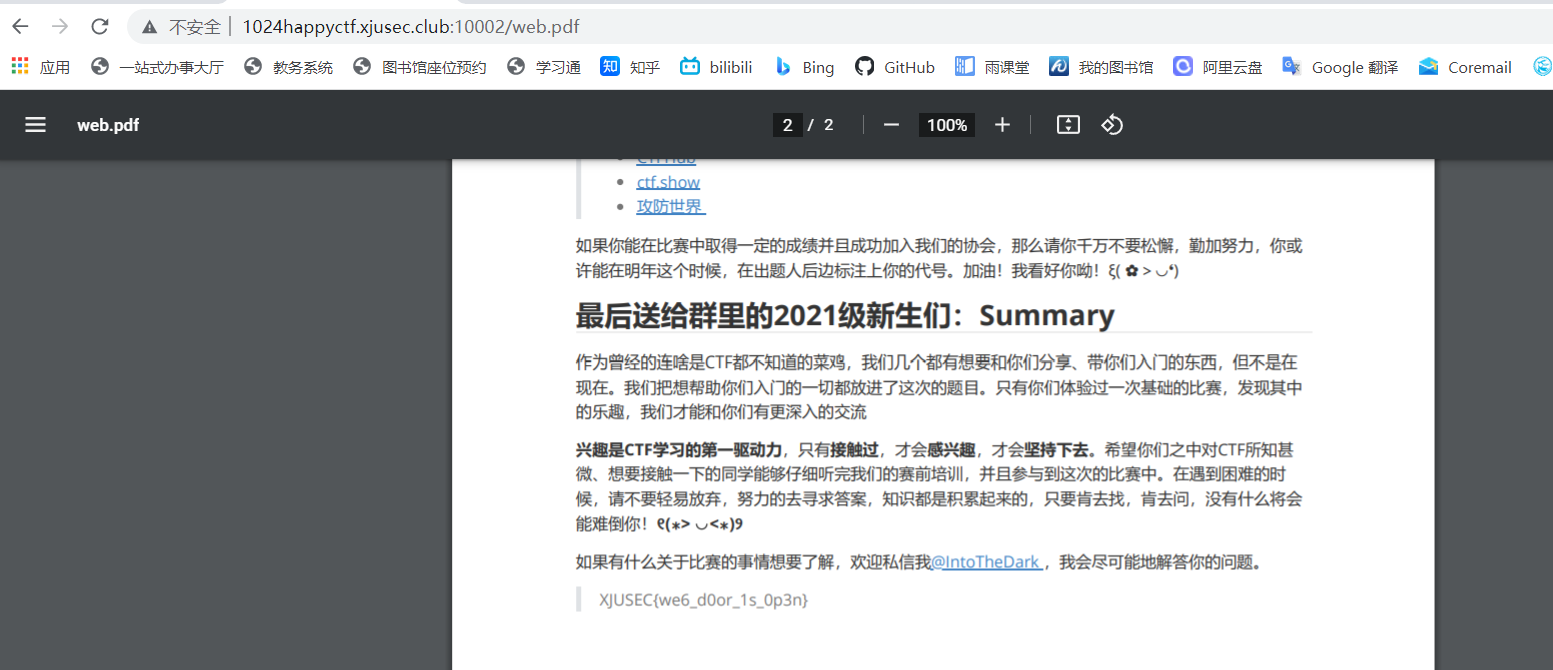 不安全 1024happyctf.xjusec.club:10002/web.pdf
应用 一站式办事大厅 教务系统 图书馆座位预约 学习通 知 知乎 bilibili Bing GitHub 雨课堂 我的图书馆 阿里云盘 Google 翻译 Coremail
web.pdf 2 / 2 100%
CTFHub
ctf.show
攻防世界
如果你能在比赛中取得一定的成绩并且成功加入我们的协会，那么请你千万不要松懈，勤加努力，你或
许能在明年这个时候，在出题人后边标注上你的代号。加油！我看好你呦！ξ( ✿ > ◡❛)
最后送给群里的2021级新生们：Summary
作为曾经的连啥是CTF都不知道的菜鸡，我们几个都有想要和你们分享、带你们入门的东西，但不是在
现在。我们把想帮助你们入门的一切都放进了这次的题目。只有你们体验过一次基础的比赛，发现其中
的乐趣，我们才能和你们有更深入的交流
兴趣是CTF学习的第一驱动力，只有接触过，才会感兴趣，才会坚持下去。希望你们之中对CTF所知甚
微、想要接触一下的同学能够仔细听完我们的赛前培训，并且参与到这次的比赛中。在遇到困难的时
候，请不要轻易放弃，努力的去寻求答案，知识都是积累起来的，只要肯去找，肯去问，没有什么将会
能难倒你！٩(⁎> ◡<⁎)۶
如果有什么关于比赛的事情想要了解，欢迎私信我@IntoTheDark ，我会尽可能地解答你的问题。
XJUSEC{we6_d0or_1s_0p3n}